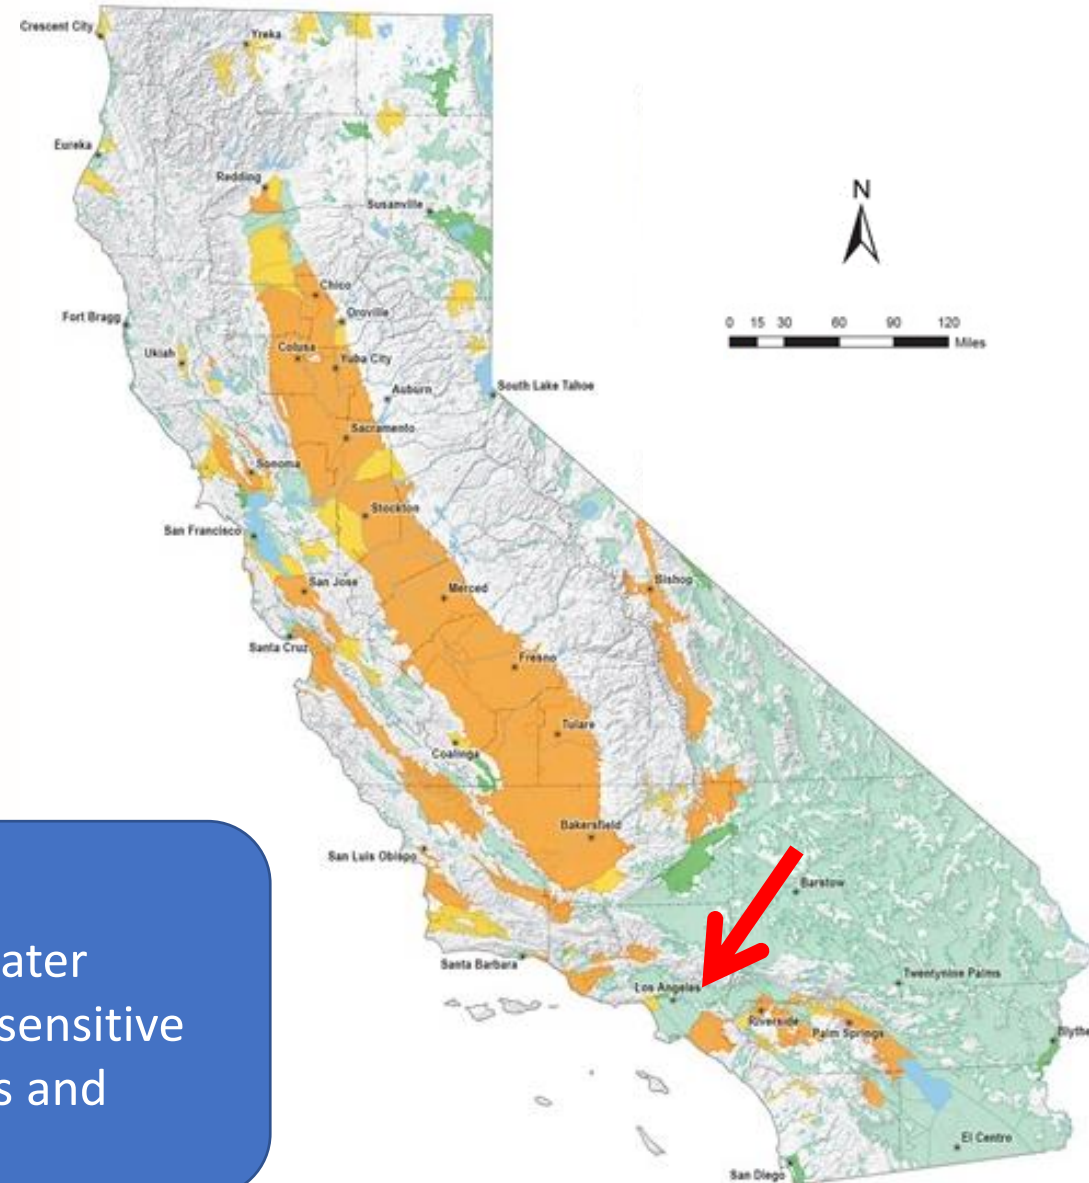 Crescent City
Yreka
Eureka
Redding
Susanville
N
Chico
Oroville
Fort Bragg
0 15 30 60 90 120
Miles
Ukiah
Colusa
Yuba City
Auburn
South Lake Tahoe
Sacramento
Sonoma
Stockton
San Francisco
San Jose
Bishop
Merced
Santa Cruz
Fresno
Tulare
Coalinga
Bakersfield
San Luis Obispo
Barstow
ater
sensitive
s and
Santa Barbara
Twentynine Palms
Los Angeles
Riverside
Palm Springs
Blythe
El Centro
San Diego